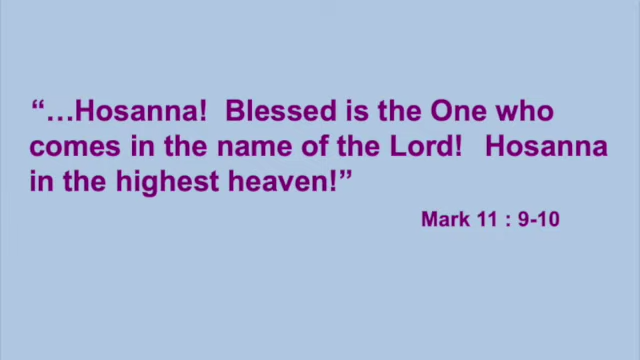 “…Hosanna!  Blessed is the One who
comes in the name of the Lord!  Hosanna
in the highest heaven!”
Mark 11 : 9-10